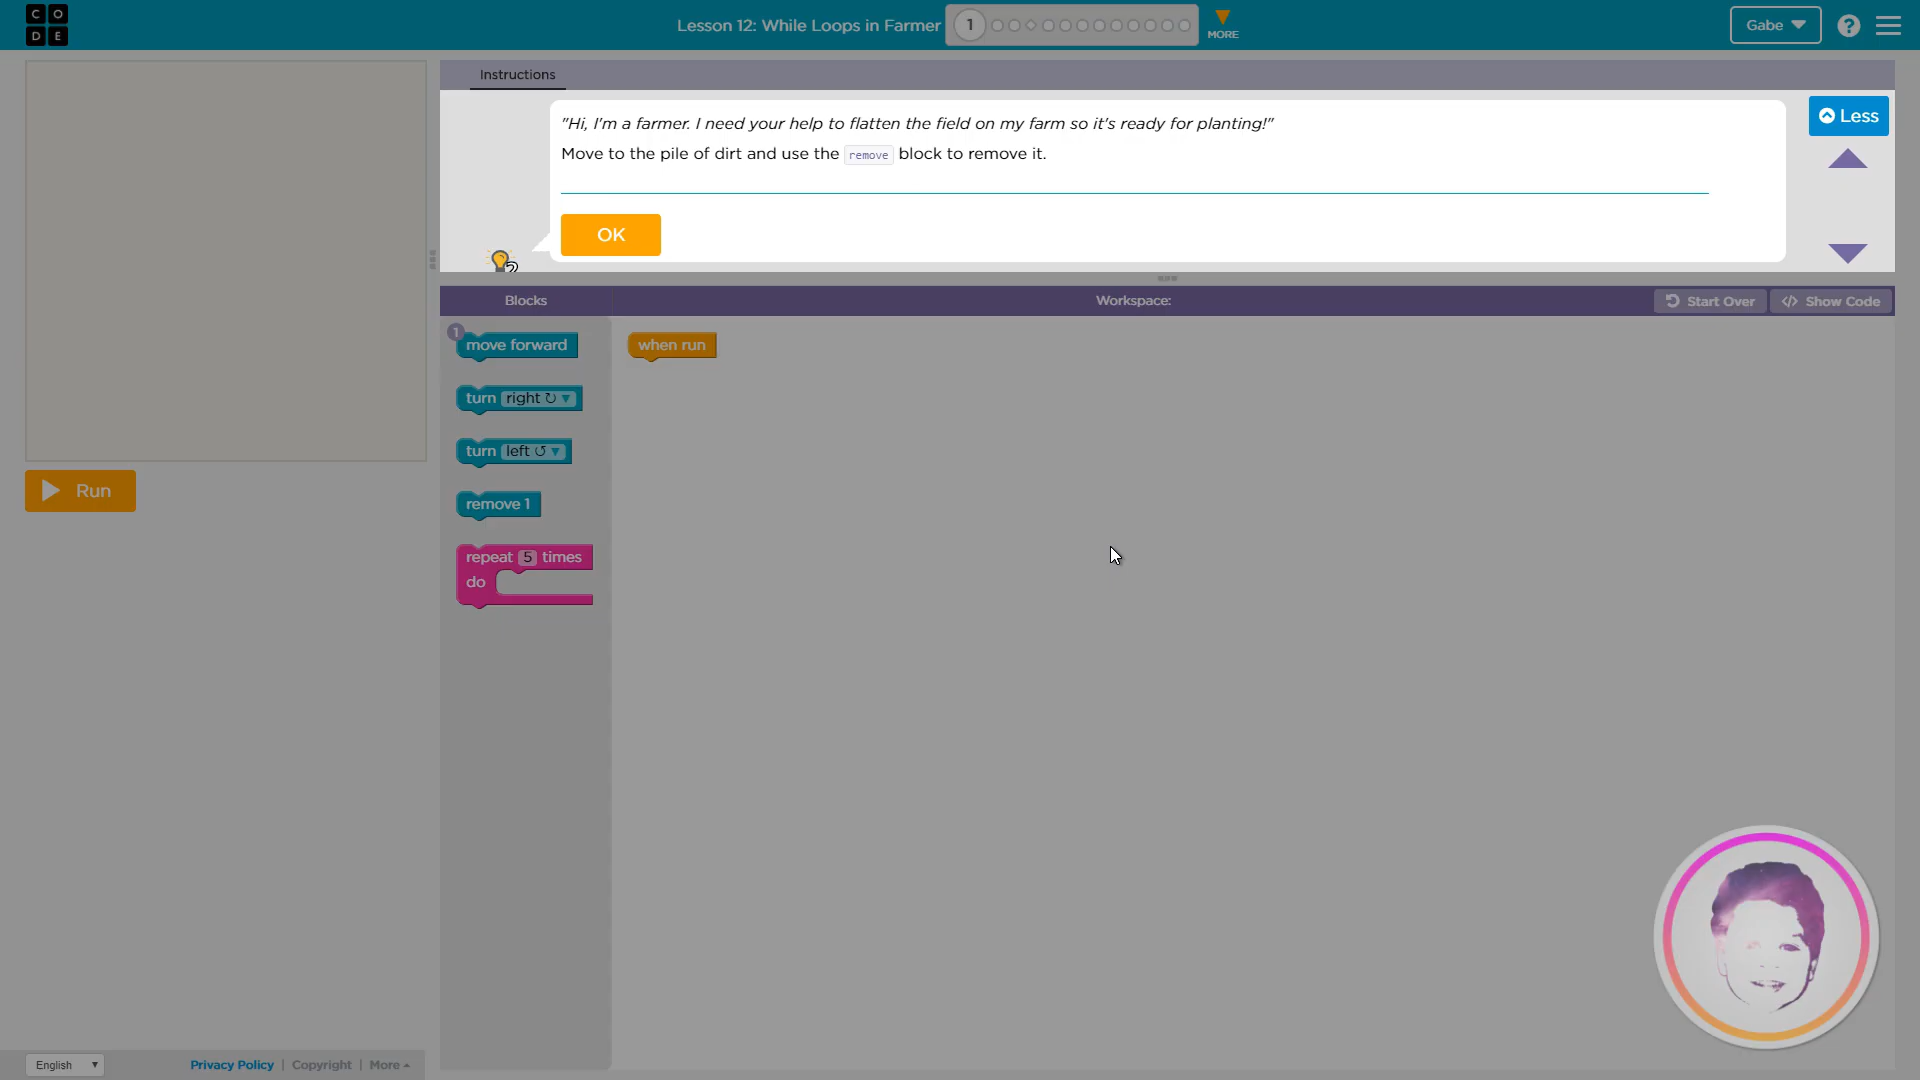 C O
D E
Lesson 12: While Loops in Farmer
1
MORE
Gabe
?
Instructions
"Hi, I'm a farmer. I need your help to flatten the field on my farm so it's ready for planting!"
Move to the pile of dirt and use the remove block to remove it.
OK
2
Less
Blocks
Workspace:
Start Over
</> Show Code
1
move forward
turn right ↻ ▼
turn left ↺ ▼
remove 1
repeat 5 times
do
when run
Run
English
Privacy Policy | Copyright | More